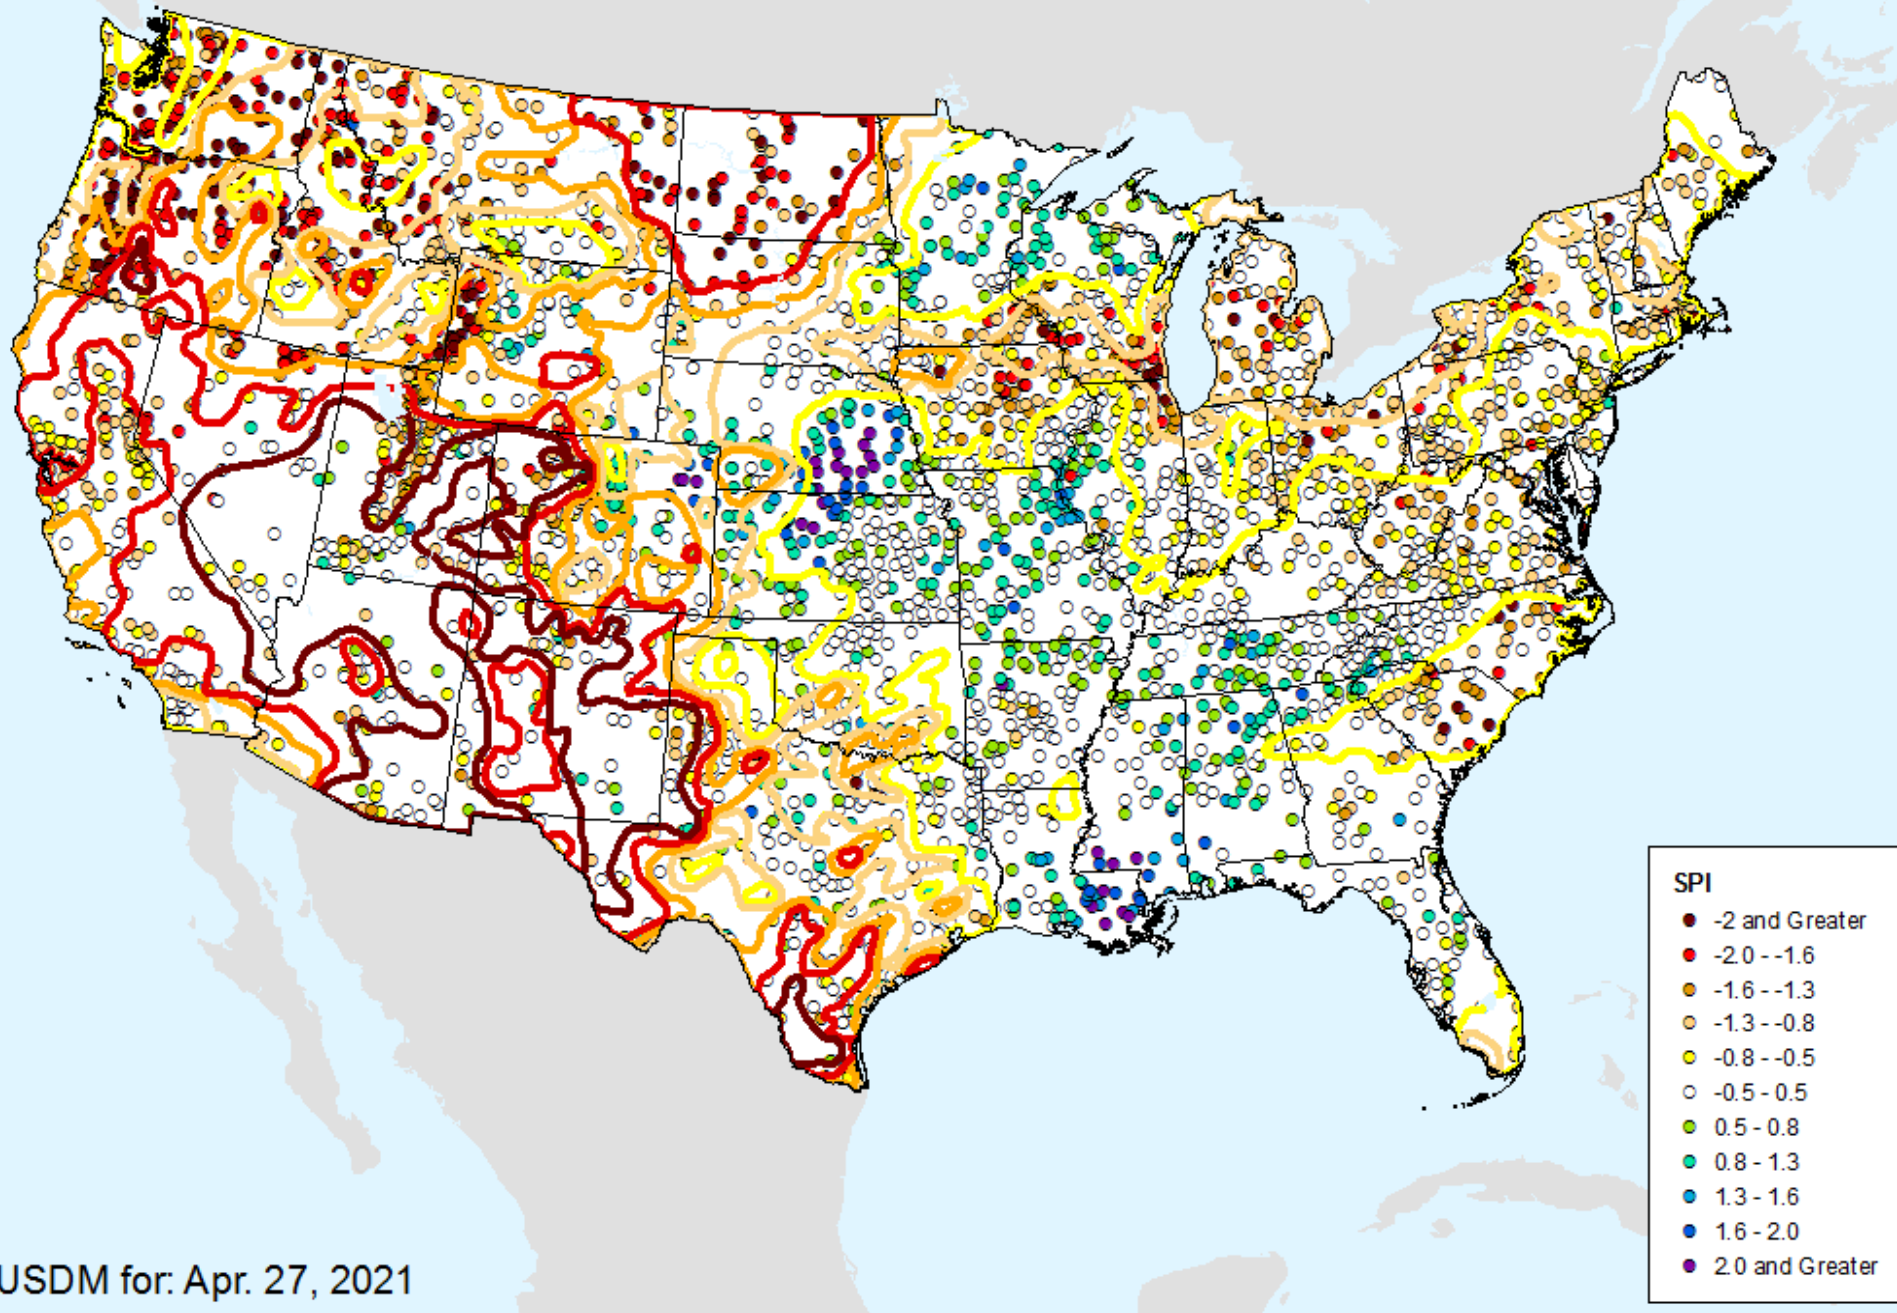 SPI
-2 and Greater
-2.0 - -1.6
-1.6 - -1.3
-1.3 - -0.8
-0.8 - -0.5
-0.5 - 0.5
0.5 - 0.8
0.8 - 1.3
1.3 - 1.6
1.6 - 2.0
2.0 and Greater
USDM for: Apr. 27, 2021